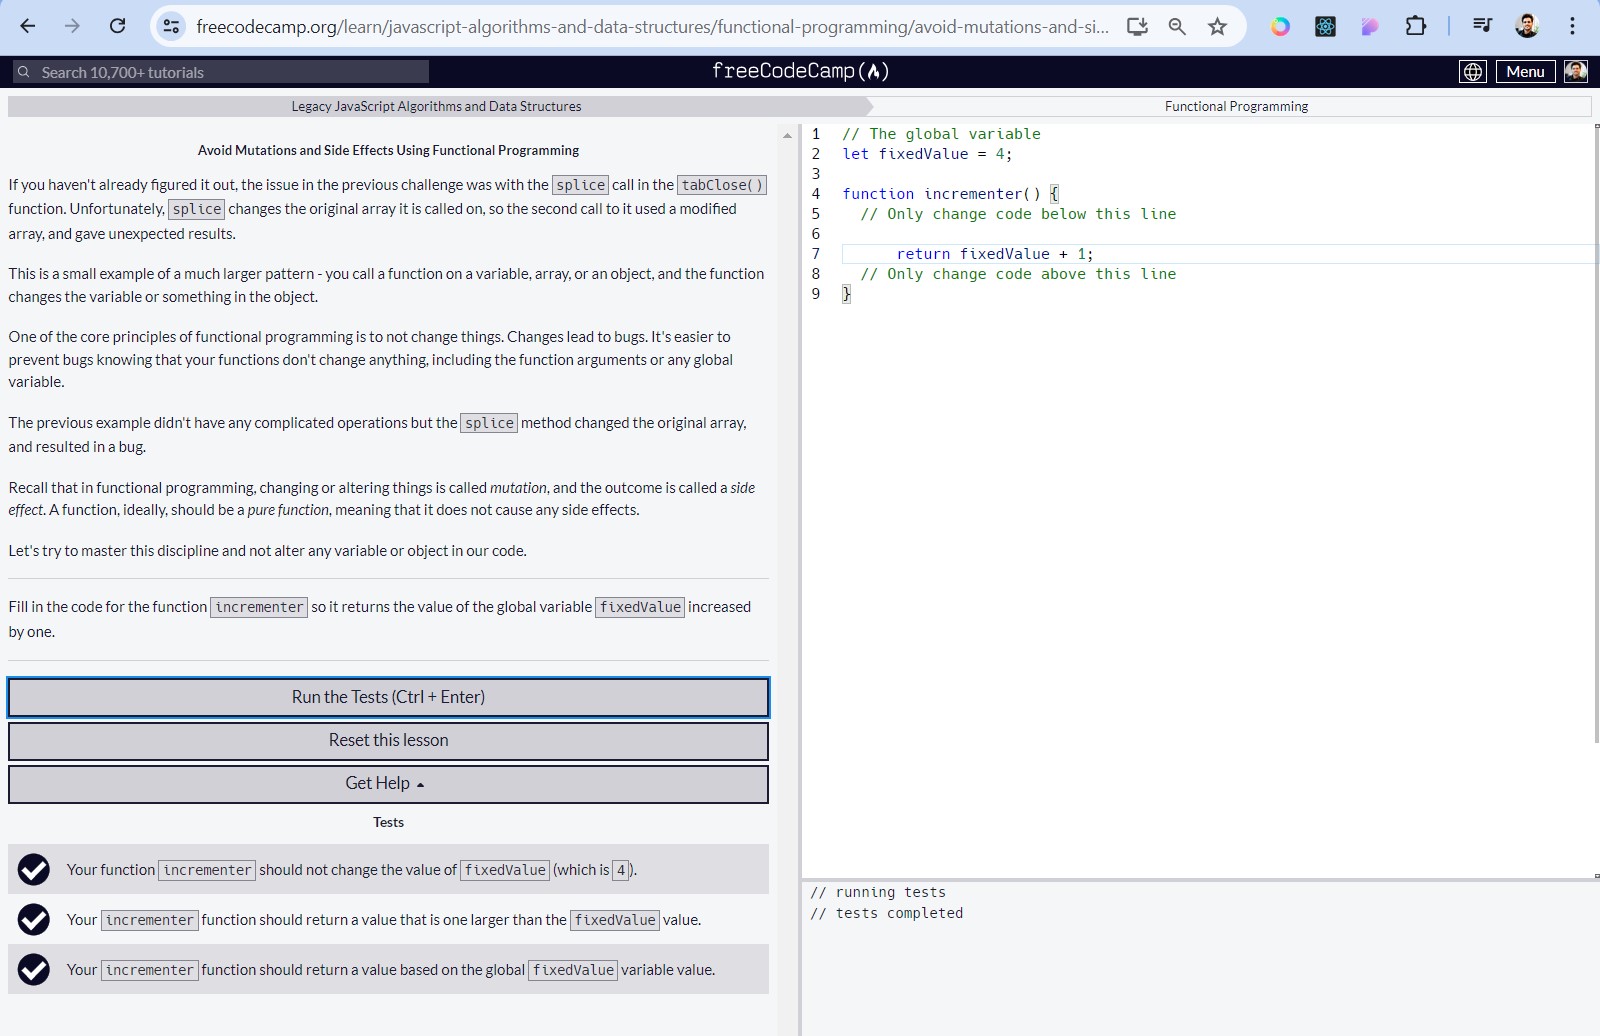 freecodecamp.org/learn/javascript-algorithms-and-data-structures/functional-programming/avoid-mutations-and-si...
Search 10,700+ tutorials
freeCodeCamp
Menu
Legacy JavaScript Algorithms and Data Structures
Functional Programming
Avoid Mutations and Side Effects Using Functional Programming
If you haven't already figured it out, the issue in the previous challenge was with the splice call in the tabClose()
function. Unfortunately, splice changes the original array it is called on, so the second call to it used a modified
array, and gave unexpected results.
This is a small example of a much larger pattern - you call a function on a variable, array, or an object, and the function
changes the variable or something in the object.
One of the core principles of functional programming is to not change things. Changes lead to bugs. It's easier to
prevent bugs knowing that your functions don't change anything, including the function arguments or any global
variable.
The previous example didn't have any complicated operations but the splice method changed the original array,
and resulted in a bug.
Recall that in functional programming, changing or altering things is called mutation, and the outcome is called a side
effect. A function, ideally, should be a pure function, meaning that it does not cause any side effects.
Let's try to master this discipline and not alter any variable or object in our code.
Fill in the code for the function incrementer so it returns the value of the global variable fixedValue increased
by one.
Run the Tests (Ctrl + Enter)
Reset this lesson
Get Help
Tests
Your function incrementer should not change the value of fixedValue (which is 4).
Your incrementer function should return a value that is one larger than the fixedValue value.
Your incrementer function should return a value based on the global fixedValue variable value.
1 // The global variable
2 let fixedValue = 4;
3
4 function incrementer() {
5 // Only change code below this line
6
7 return fixedValue + 1;
8 // Only change code above this line
9 }
// running tests
// tests completed